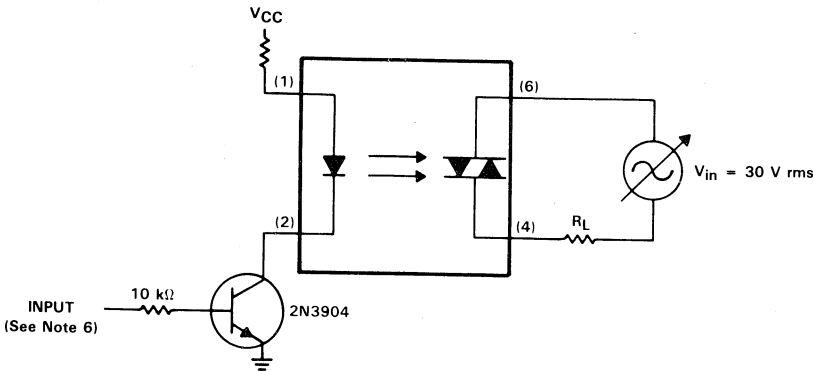 VCC
(1)
(6)
Vin = 30 V rms
(2)
(4)
RL
10 kΩ
INPUT
(See Note 6)
2N3904